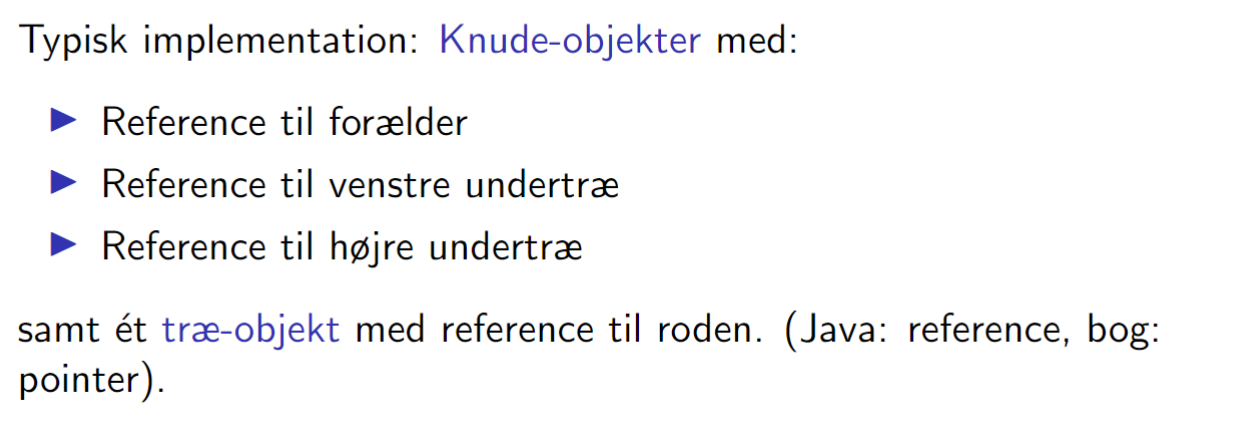 Typisk implementation: Knude-objekter med:
▶ Reference til forælder
▶ Reference til venstre undertræ
▶ Reference til højre undertræ
samt ét træ-objekt med reference til roden. (Java: reference, bog:
pointer).